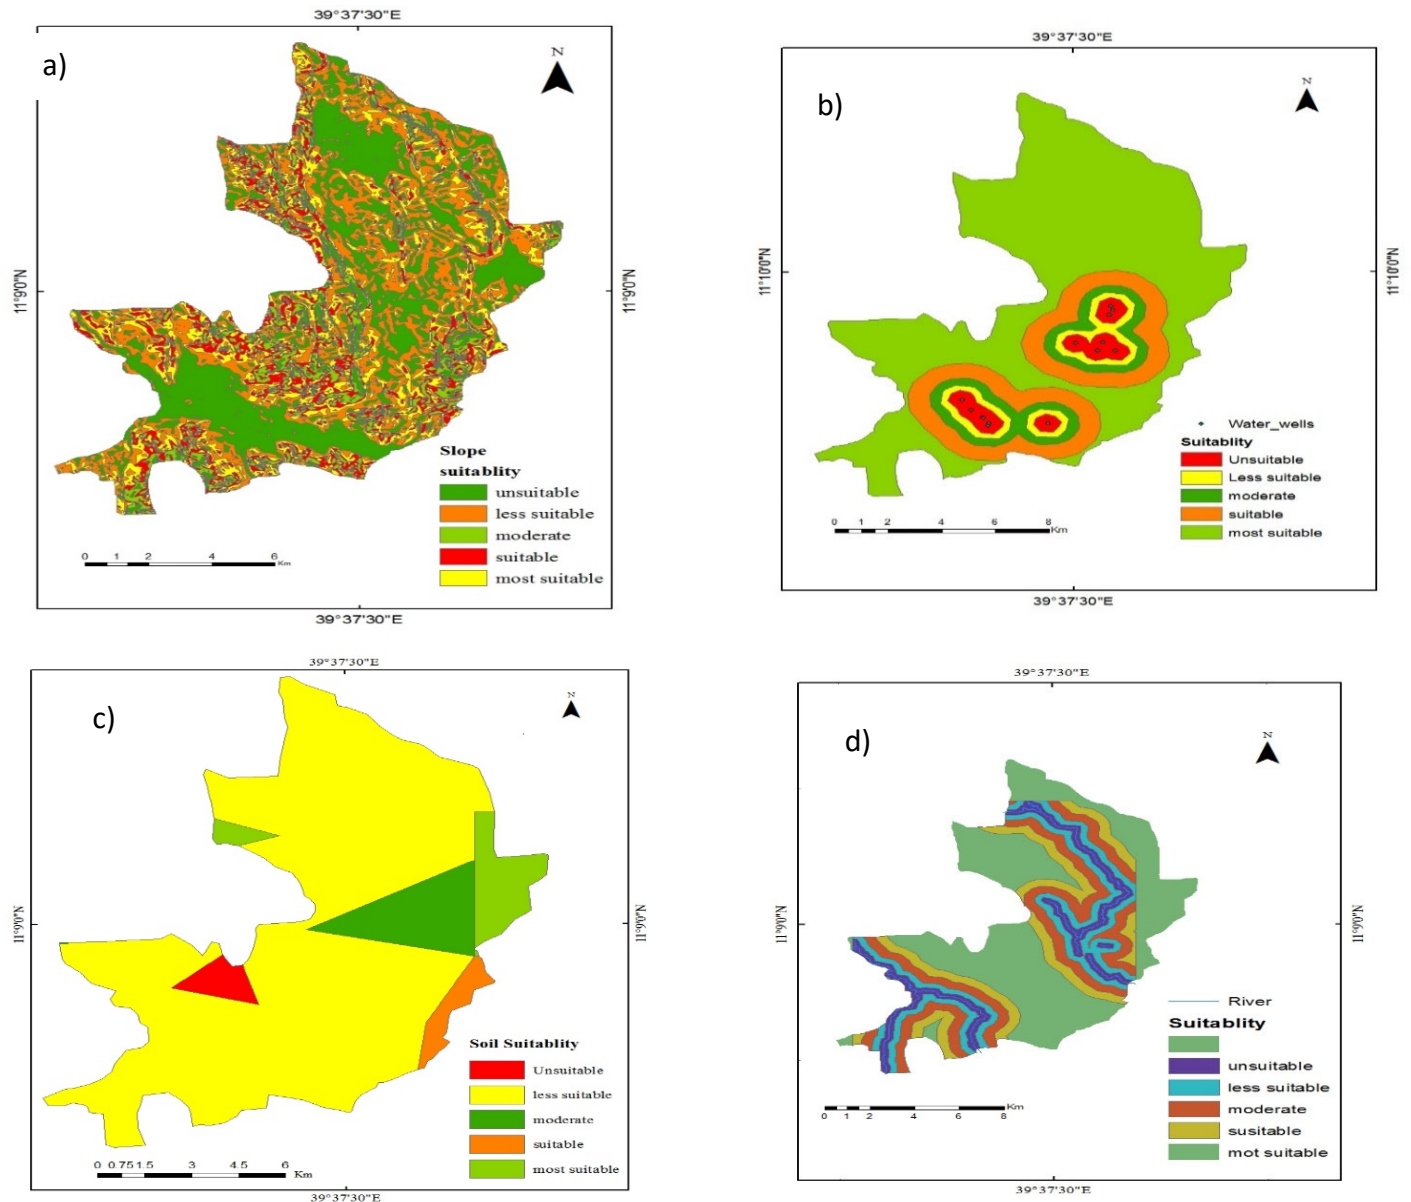 39°37'30"E
a)
N
11°9'0"N
11°9'0"N
Slope
suitablity
unsuitable
less suitable
moderate
suitable
most suitable
0 1 2 4 6
Km
39°37'30"E
39°37'30"E
b)
N
11°10'0"N
11°10'0"N
Water_wells
Suitablity
Unsuitable
Less suitable
moderate
suitable
most suitable
0 1 2 4 8
Km
39°37'30"E
39°37'30"E
c)
N
11°9'0"N
11°9'0"N
Soil Suitablity
Unsuitable
less suitable
moderate
suitable
most suitable
0 0.75 1.5 3 4.5 6
Km
39°37'30"E
39°37'30"E
d)
N
11°9'0"N
11°9'0"N
River
Suitablity
unsuitable
less suitable
moderate
susitable
mot suitable
0 1 2 4 6 8
Km
39°37'30"E